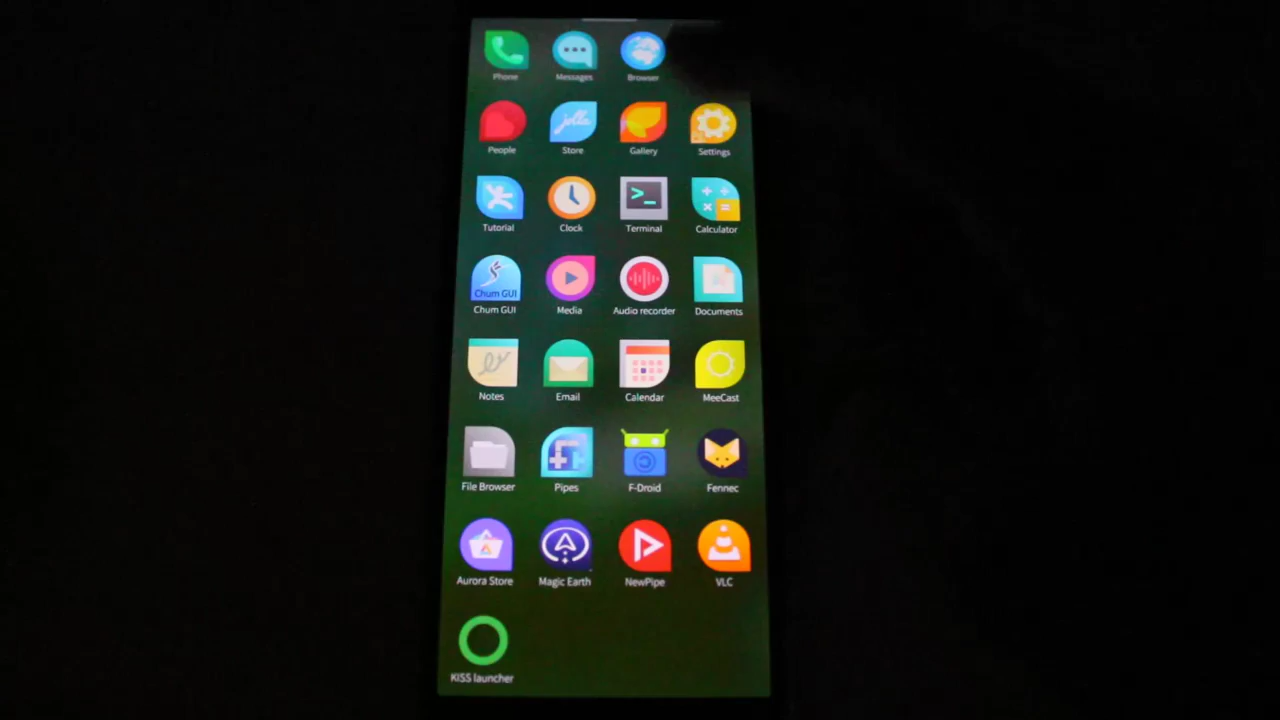 Phone
Messages
Browser
People
jolla
Store
Gallery
Settings
Tutorial
Clock
>_
Terminal
Calculator
Chum GUI
Chum GUI
Media
Audio recorder
Documents
Notes
Email
Calendar
MeeCast
File Browser
Pipes
F-Droid
Fennec
Aurora Store
Magic Earth
NewPipe
VLC
KISS launcher